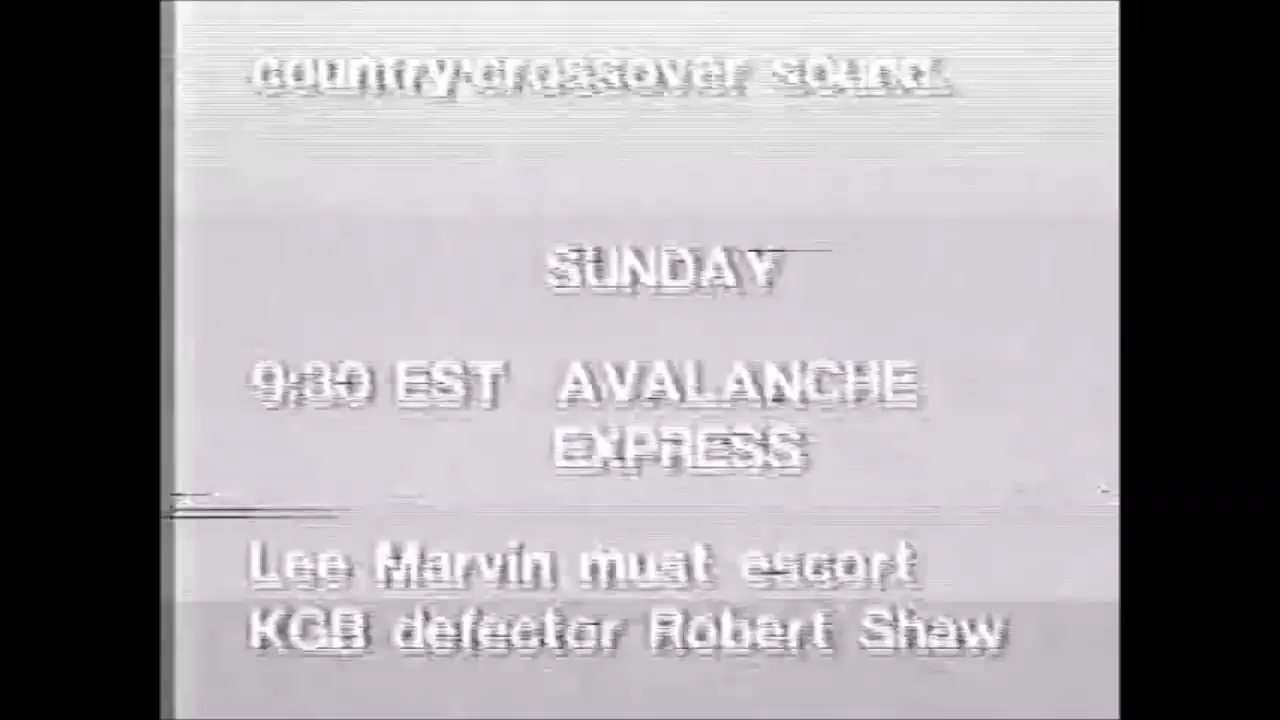 country-crossover sound.
SUNDAY
9:30 EST AVALANCHE
EXPRESS
Lee Marvin must escort
KGB defector Robert Shaw